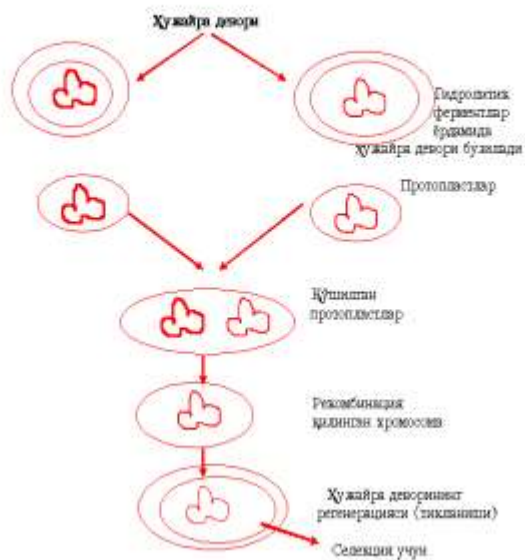 Ҳужайра девори
Гидролитик
ферментлар
ёрдамида
ҳужайра девори бузилади
Протопластлар
Қўшилган
протопластлар
Рекомбинация
қилинган хромосома
Ҳужайра деворининг
регенерацияси (тикланиши)
Селекция учун